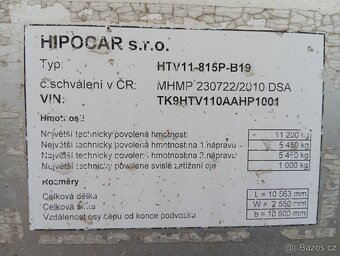 HIPOCAR s.r.o.
Typ: HTV11-815P-B19
č.schválení v ČR: MHMP 230722/2010 DSA
VIN: TK9HTV110AAHP1001
Hmotnosti
Největší technicky povolená hmotnost: 11 200 kg
Největší technicky povolená hmotnost na 1 nápravu 5 450 kg
Největší technicky povolená hmotnost na 2 nápravu 5 450 kg
Největší technicky povolené svislé zatížení oje 1 000 kg
Rozměry
Celková délka L = 10 563 mm
Celková šířka W = 2 550 mm
Vzdálenost osy čepu od konce podvozku b = 10 500 mm
sbazos.cz